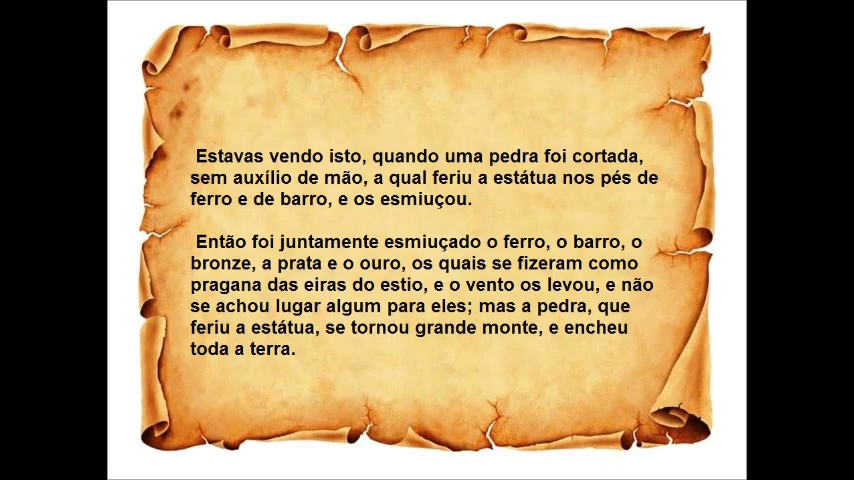 Estavas vendo isto, quando uma pedra foi cortada,
sem auxílio de mão, a qual feriu a estátua nos pés de
ferro e de barro, e os esmiuçou.
Então foi juntamente esmiuçado o ferro, o barro, o
bronze, a prata e o ouro, os quais se fizeram como
pragana das eiras do estio, e o vento os levou, e não
se achou lugar algum para eles; mas a pedra, que
feriu a estátua, se tornou grande monte, e encheu
toda a terra.